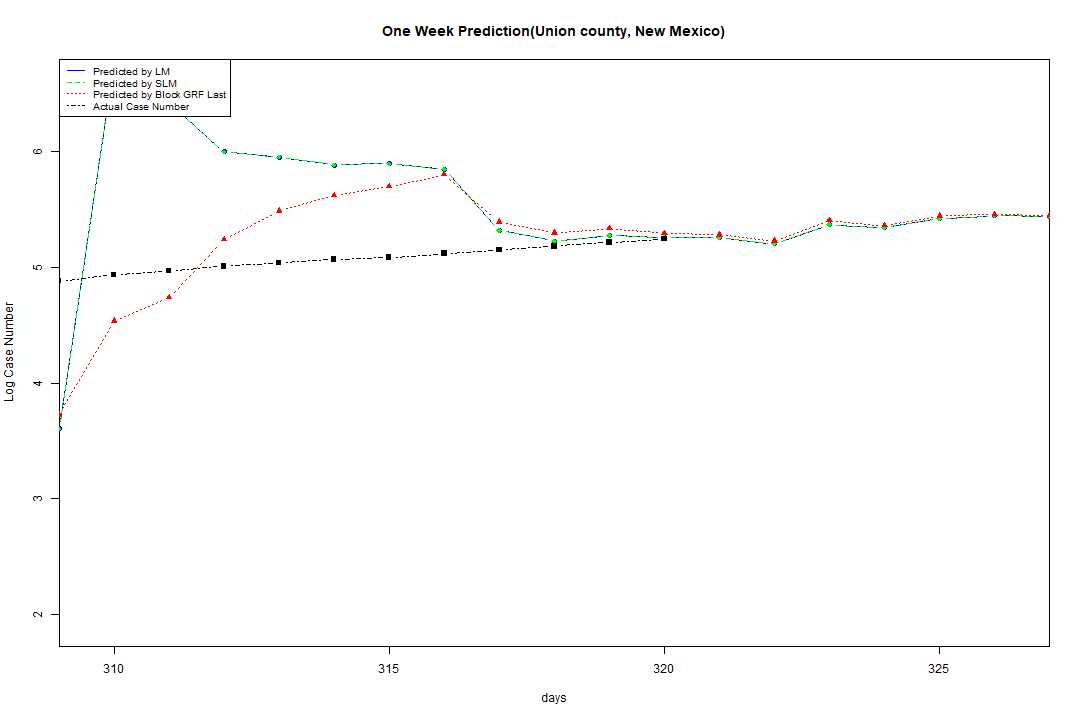 One Week Prediction(Union county, New Mexico)
Predicted by LM
Predicted by SLM
Predicted by Block GRF Last
Actual Case Number
6
5
4
3
2
Log Case Number
310 315 320 325
days